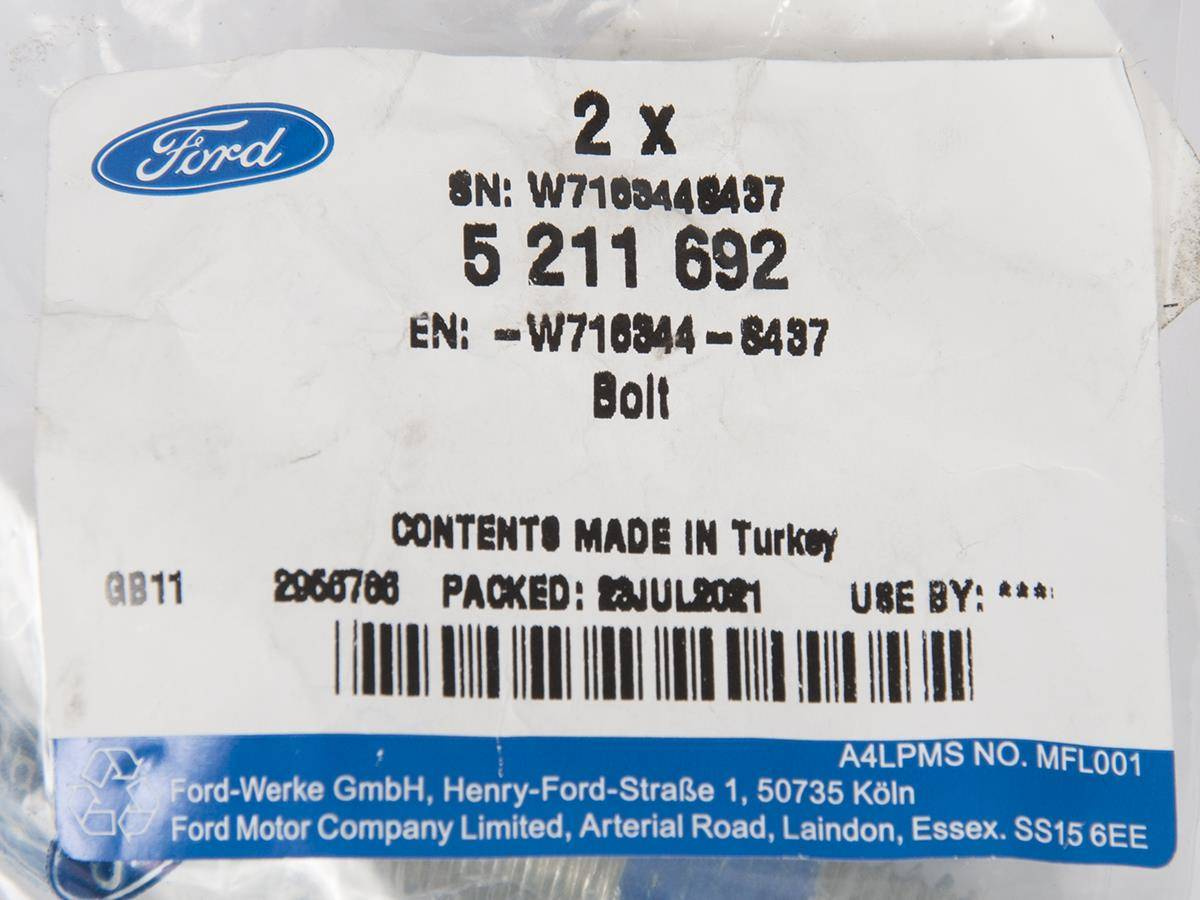 Ford
2 x
SN: W716344S437
5 211 692
EN: -W716344-S437
Bolt
CONTENTS MADE IN Turkey
GB11 PACKED: 23JUL2021 USE BY: ***
A4LPMS NO. MFL001
Ford-Werke GmbH, Henry-Ford-Straße 1, 50735 Köln
Ford Motor Company Limited, Arterial Road, Laindon, Essex. SS15 6EE